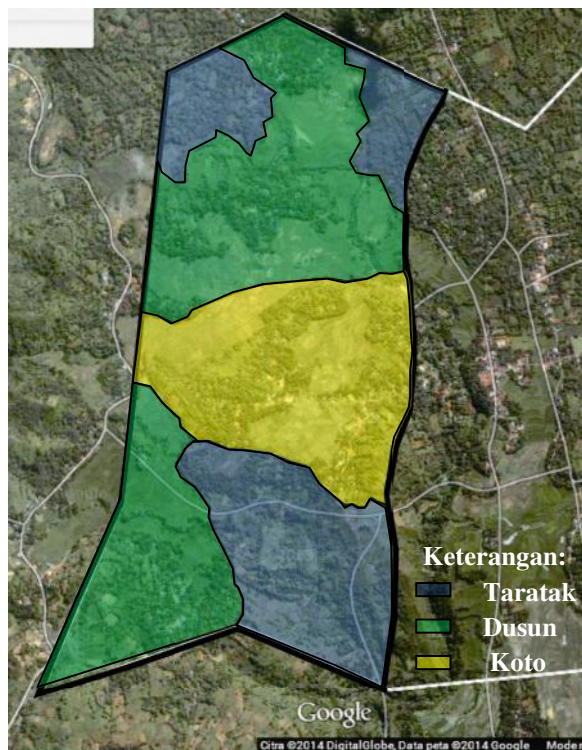 Keterangan:
Taratak
Dusun
Koto
Google
Citra ©2014 DigitalGlobe, Data peta ©2014 Google